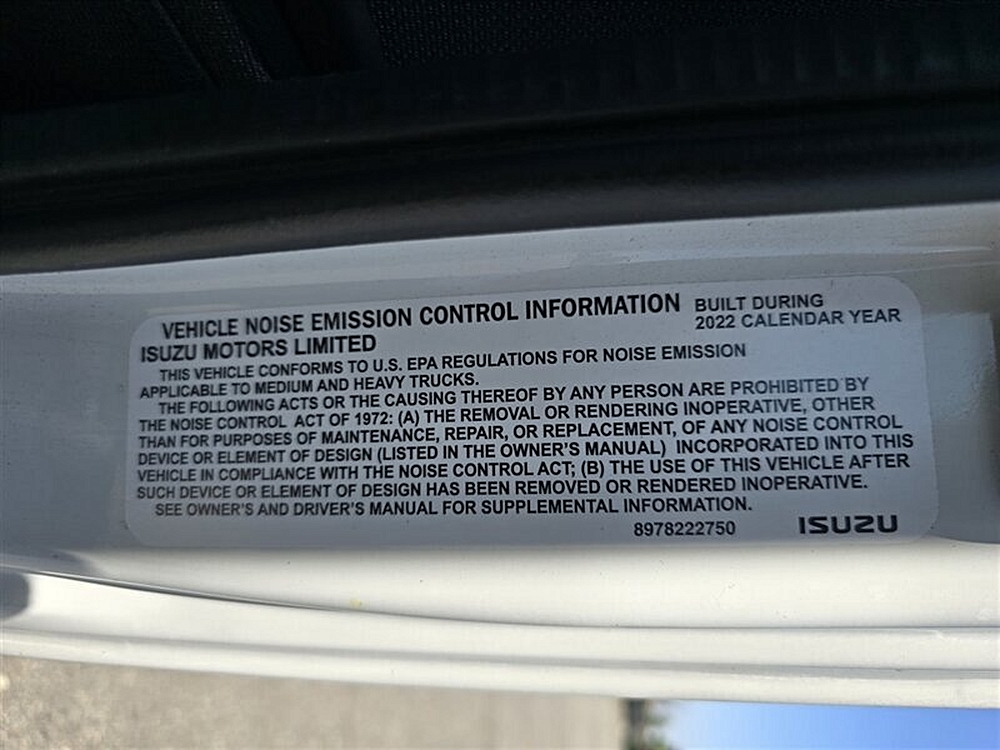 VEHICLE NOISE EMISSION CONTROL INFORMATION
BUILT DURING
2022 CALENDAR YEAR
ISUZU MOTORS LIMITED
THIS VEHICLE CONFORMS TO U.S. EPA REGULATIONS FOR NOISE EMISSION
APPLICABLE TO MEDIUM AND HEAVY TRUCKS.
THE FOLLOWING ACTS OR THE CAUSING THEREOF BY ANY PERSON ARE PROHIBITED BY
THE NOISE CONTROL ACT OF 1972: (A) THE REMOVAL OR RENDERING INOPERATIVE, OTHER
THAN FOR PURPOSES OF MAINTENANCE, REPAIR, OR REPLACEMENT, OF ANY NOISE CONTROL
DEVICE OR ELEMENT OF DESIGN (LISTED IN THE OWNER'S MANUAL) INCORPORATED INTO THIS
VEHICLE IN COMPLIANCE WITH THE NOISE CONTROL ACT; (B) THE USE OF THIS VEHICLE AFTER
SUCH DEVICE OR ELEMENT OF DESIGN HAS BEEN REMOVED OR RENDERED INOPERATIVE.
SEE OWNER'S AND DRIVER'S MANUAL FOR SUPPLEMENTAL INFORMATION.
8978222750
ISUZU